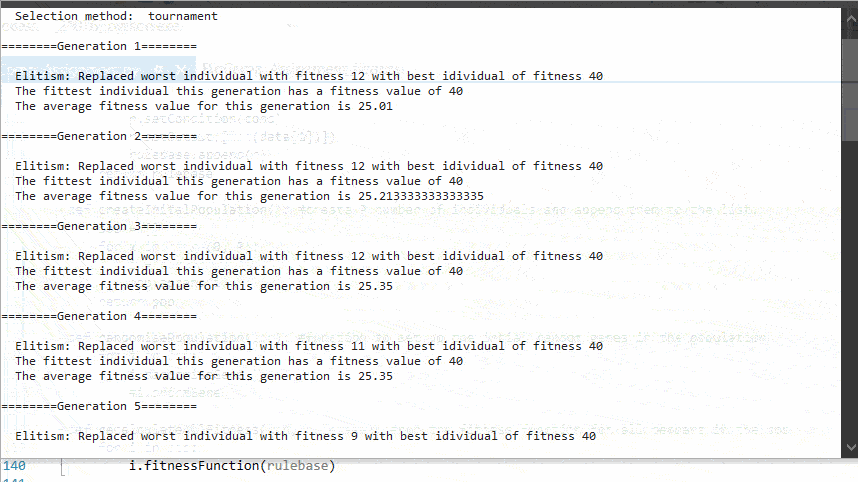 Selection method:  tournament
========Generation 1========
Elitism: Replaced worst individual with fitness 12 with best idividual of fitness 40
The fittest individual this generation has a fitness value of 40
The average fitness value for this generation is 25.01
========Generation 2========
Elitism: Replaced worst individual with fitness 12 with best idividual of fitness 40
The fittest individual this generation has a fitness value of 40
The average fitness value for this generation is 25.213333333333335
========Generation 3========
Elitism: Replaced worst individual with fitness 12 with best idividual of fitness 40
The fittest individual this generation has a fitness value of 40
The average fitness value for this generation is 25.35
========Generation 4========
Elitism: Replaced worst individual with fitness 11 with best idividual of fitness 40
The fittest individual this generation has a fitness value of 40
The average fitness value for this generation is 25.35
========Generation 5========
Elitism: Replaced worst individual with fitness 9 with best idividual of fitness 40
140 i.fitnessFunction(rulebase)